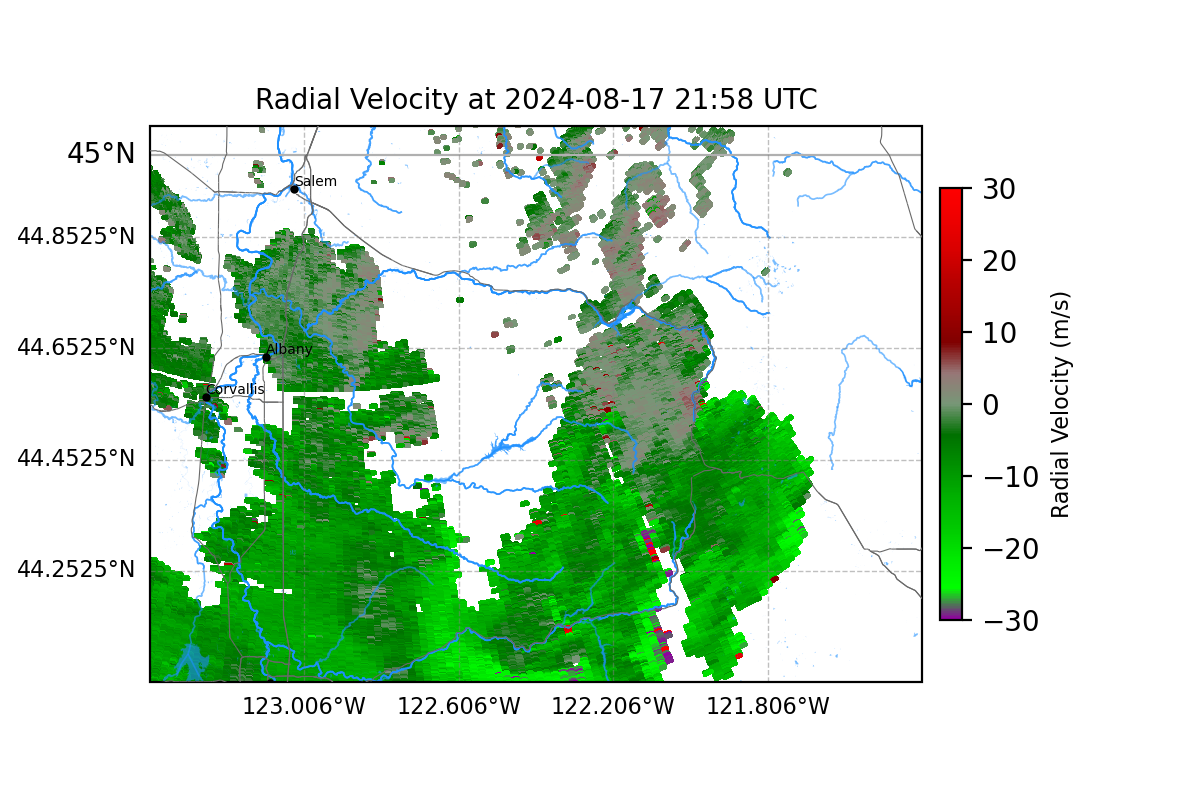 Radial Velocity at 2024-08-17 21:58 UTC
45°N
44.8525°N
44.6525°N
44.4525°N
44.2525°N
Salem
Albany
Corvallis
123.006°W
122.606°W
122.206°W
121.806°W
30
20
10
0
−10
−20
−30
Radial Velocity (m/s)